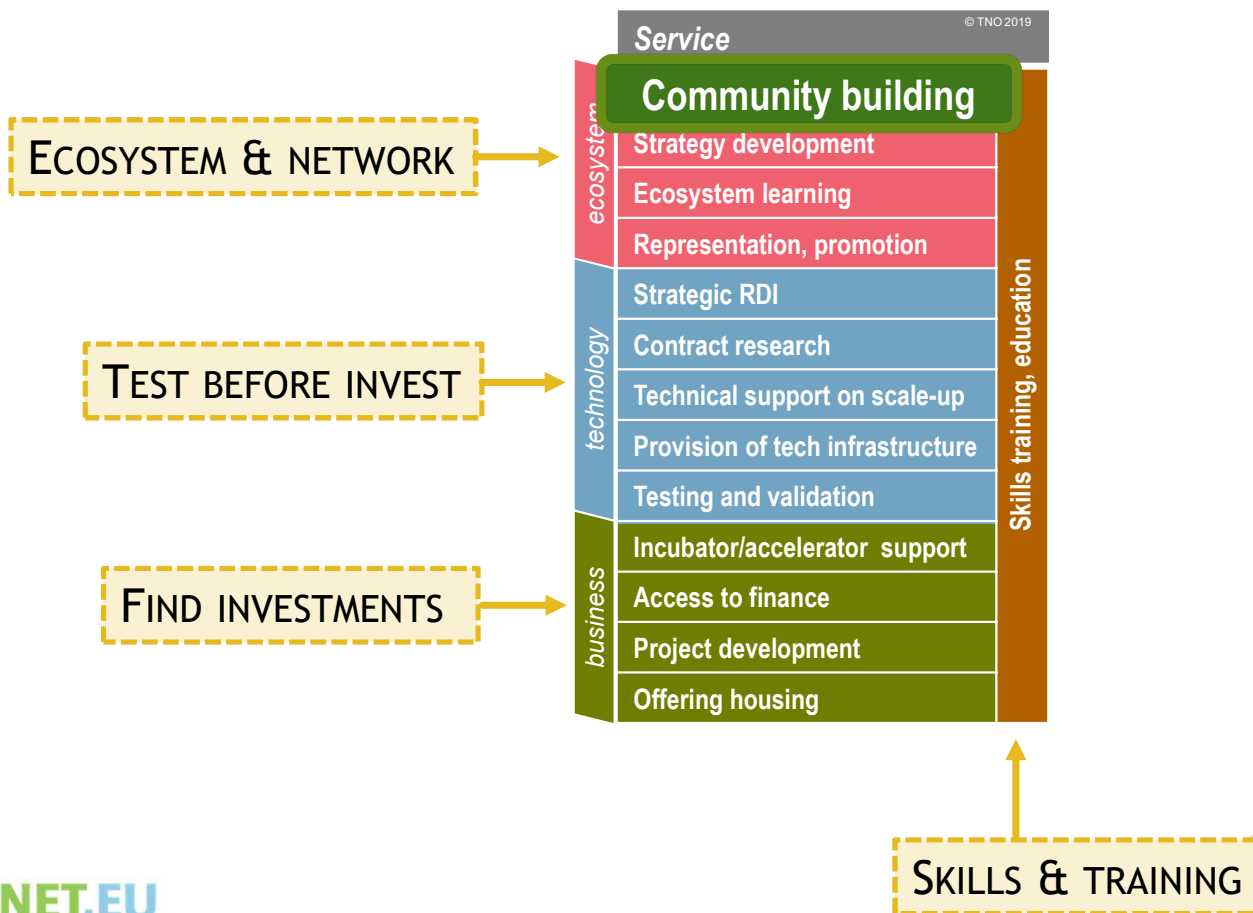 © TNO 2019
Service
Community building
ECOSYSTEM & NETWORK
ecosystem
Strategy development
Ecosystem learning
Representation, promotion
TEST BEFORE INVEST
technology
Strategic RDI
Contract research
Technical support on scale-up
Provision of tech infrastructure
Testing and validation
FIND INVESTMENTS
business
Incubator/accelerator support
Access to finance
Project development
Offering housing
Skills training, education
SKILLS & TRAINING
NET.EU